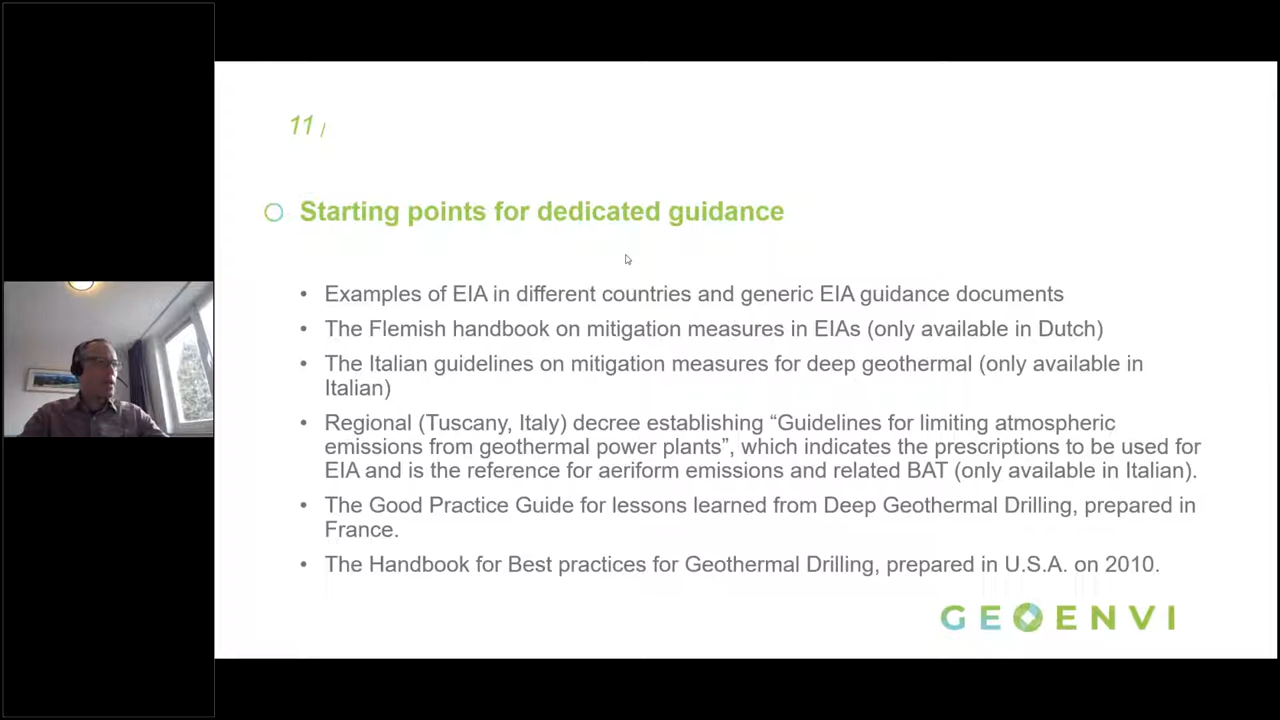 11 /
Starting points for dedicated guidance
• Examples of EIA in different countries and generic EIA guidance documents
• The Flemish handbook on mitigation measures in EIAs (only available in Dutch)
• The Italian guidelines on mitigation measures for deep geothermal (only available in
Italian)
• Regional (Tuscany, Italy) decree establishing “Guidelines for limiting atmospheric
emissions from geothermal power plants”, which indicates the prescriptions to be used for
EIA and is the reference for aeriform emissions and related BAT (only available in Italian).
• The Good Practice Guide for lessons learned from Deep Geothermal Drilling, prepared in
France.
• The Handbook for Best practices for Geothermal Drilling, prepared in U.S.A. on 2010.
GEOENVI